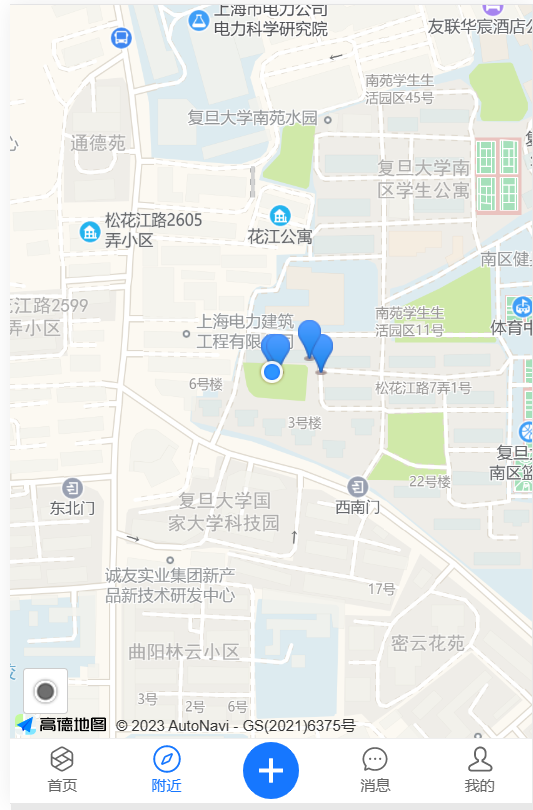 上海市电力公司
电力科学研究院
友联华宸酒店公
南苑学生生
活园区45号
复旦大学南苑水园
通德苑
心
复旦大学南
区学生公寓
松花江路2605
弄小区
花江公寓
南区健身
花江路2599
弄小区
上海电力建筑
工程有限公司
南苑学生生
活园区11号
体育中
6号楼
松花江路7弄1号
3号楼
复旦大
南区篮
22号楼
东北门
西南门
复旦大学国
家大学科技园
诚友实业集团新产
品新技术研发中心
17号
曲阳林云小区
密云花苑
校
3号
2号
6号
高德地图 © 2023 AutoNavi - GS(2021)6375号
首页
附近
消息
我的